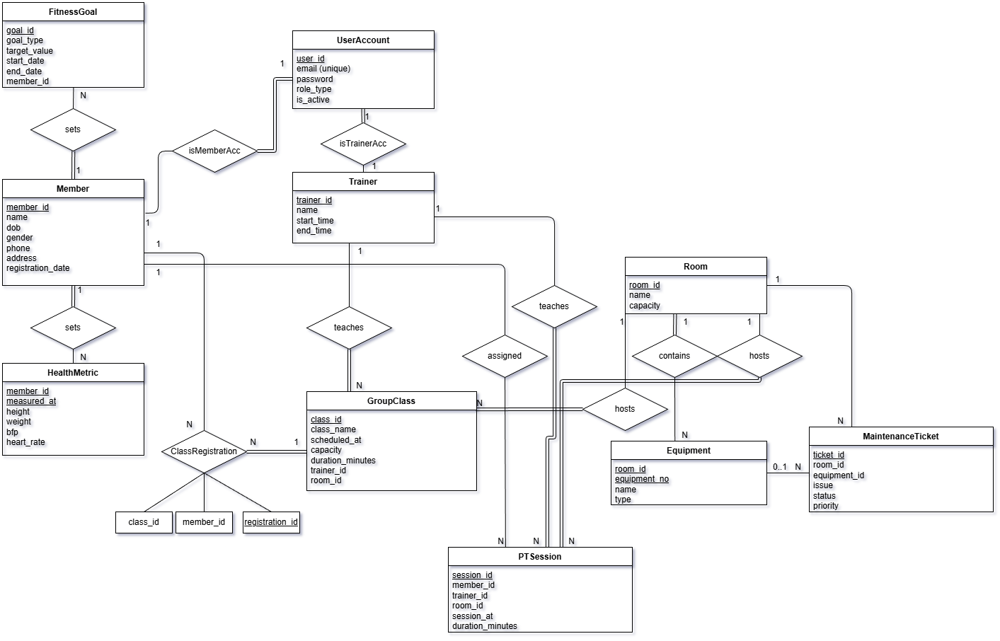 FitnessGoal
goal_id
goal_type
target_value
start_date
end_date
member_id
N
sets
1
UserAccount
user_id
email (unique)
password
role_type
is_active
1
1
isMemberAcc
1
isTrainerAcc
1
Member
member_id
name
dob
gender
phone
address
registration_date
1
1
1
sets
N
HealthMetric
member_id
measured_at
height
weight
bfp
heart_rate
Trainer
trainer_id
name
start_time
end_time
1
1
teaches
N
teaches
assigned
Room
room_id
name
capacity
1
1
1
1
contains
hosts
hosts
N
GroupClass
class_id
class_name
scheduled_at
capacity
duration_minutes
trainer_id
room_id
N
ClassRegistration
N
1
class_id
member_id
registration_id
N
Equipment
room_id
equipment_no
name
type
0..1
N
N
MaintenanceTicket
ticket_id
room_id
equipment_id
issue
status
priority
N
N
N
PTSession
session_id
member_id
trainer_id
room_id
session_at
duration_minutes